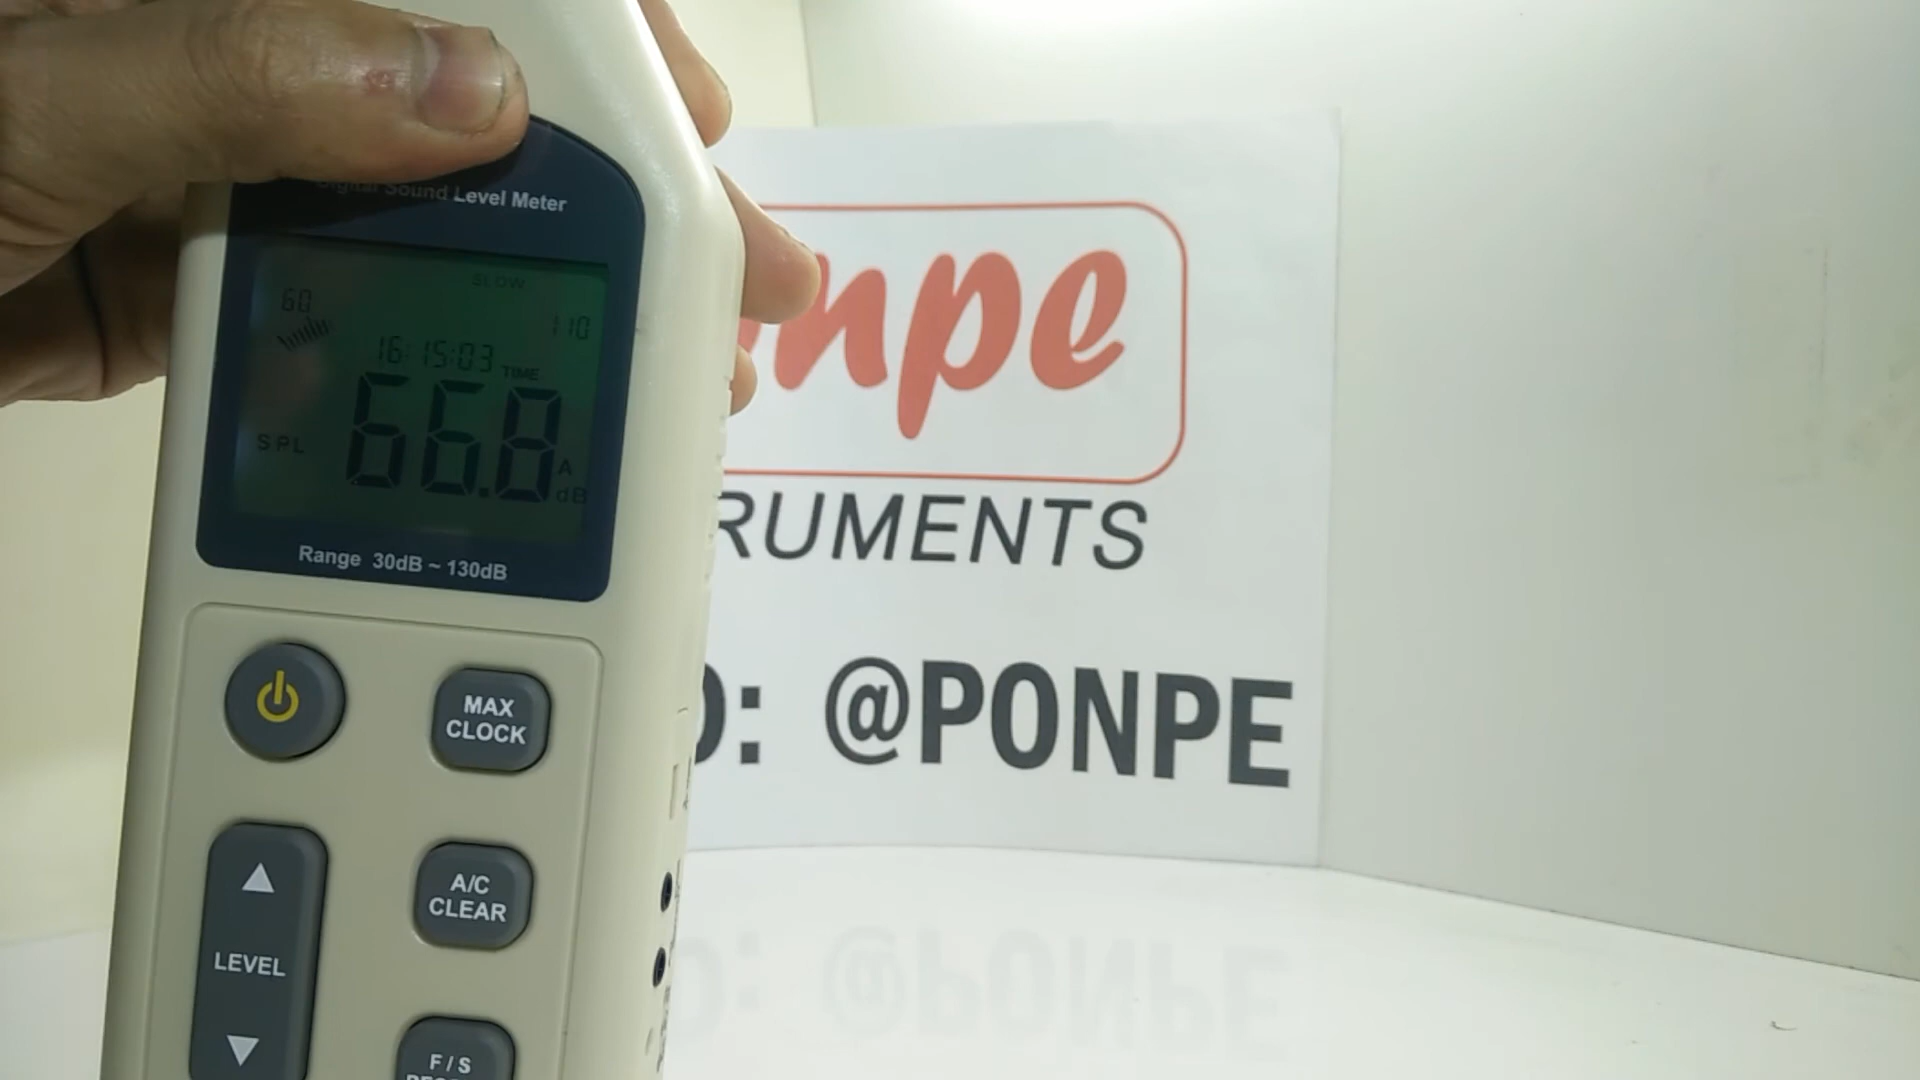 Digital Sound Level Meter
SLOW
60
110
16:15:03 TIME
SPL
66.8
A
dB
Range 30dB ~ 130dB
MAX
CLOCK
A/C
CLEAR
LEVEL
F/S
npe
RUMENTS
: @PONPE